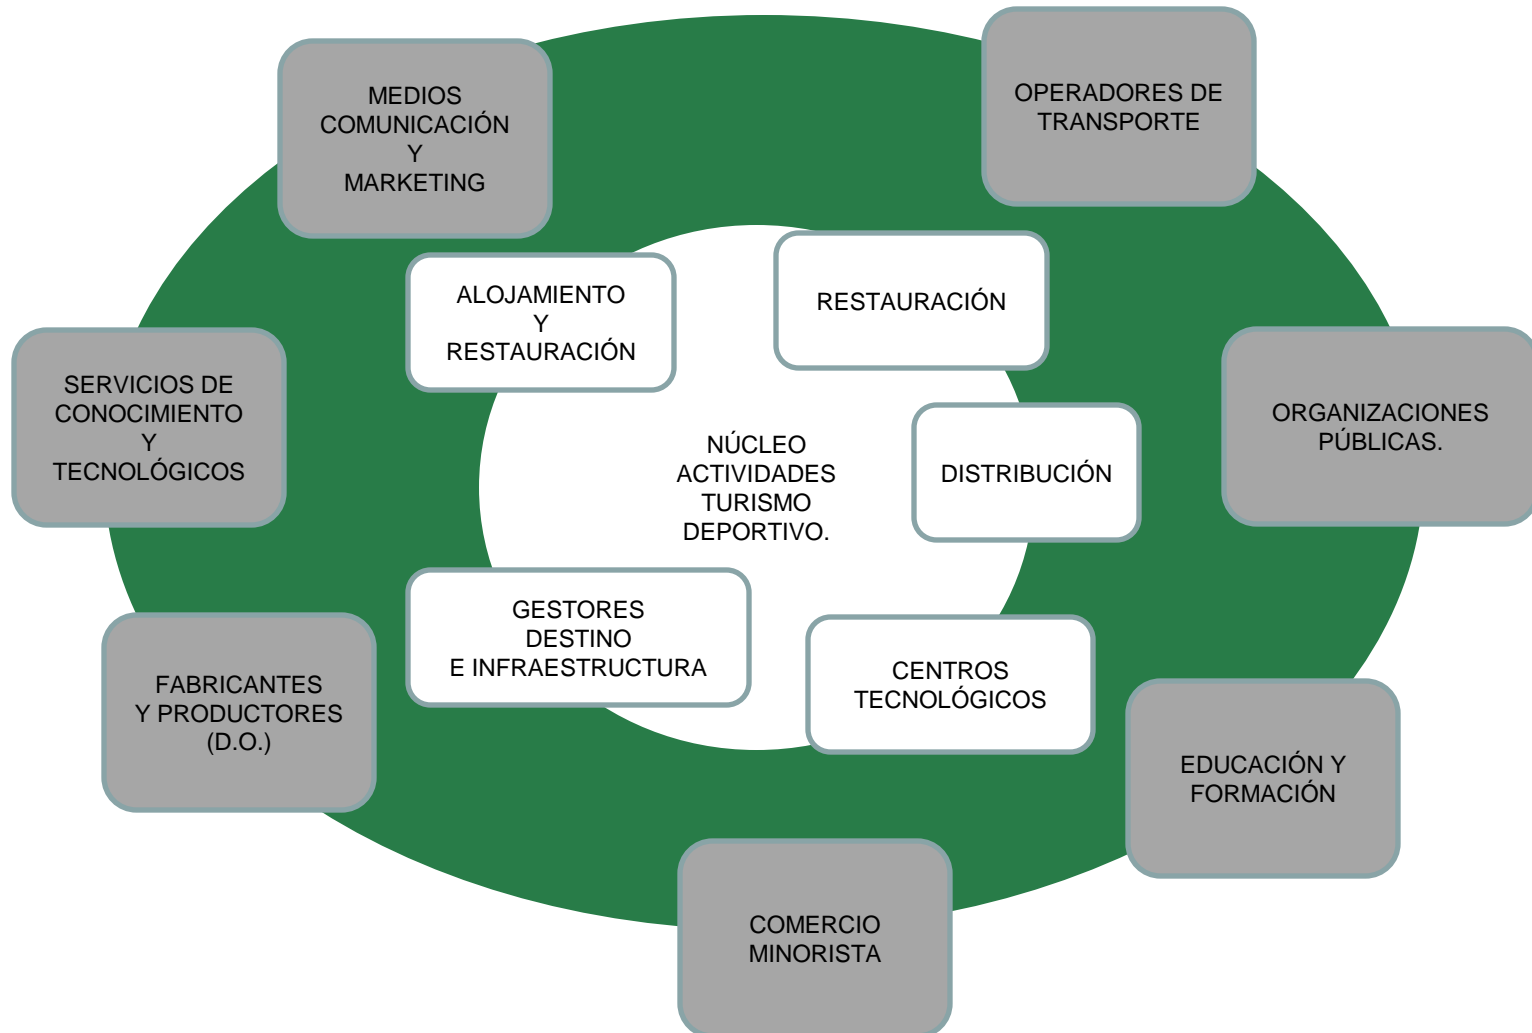 MEDIOS
COMUNICACIÓN
Y
MARKETING
OPERADORES DE
TRANSPORTE
ALOJAMIENTO
Y
RESTAURACIÓN
RESTAURACIÓN
SERVICIOS DE
CONOCIMIENTO
Y
TECNOLÓGICOS
NÚCLEO
ACTIVIDADES
TURISMO
DEPORTIVO.
DISTRIBUCIÓN
ORGANIZACIONES
PÚBLICAS.
GESTORES
DESTINO
E INFRAESTRUCTURA
CENTROS
TECNOLÓGICOS
FABRICANTES
Y PRODUCTORES
(D.O.)
EDUCACIÓN Y
FORMACIÓN
COMERCIO
MINORISTA